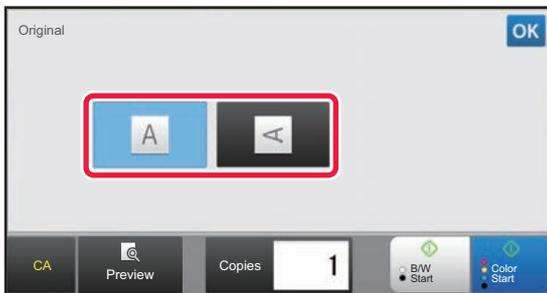 Original
OK
A
A
CA
Preview
Copies
1
B/W
Start
Color
Start